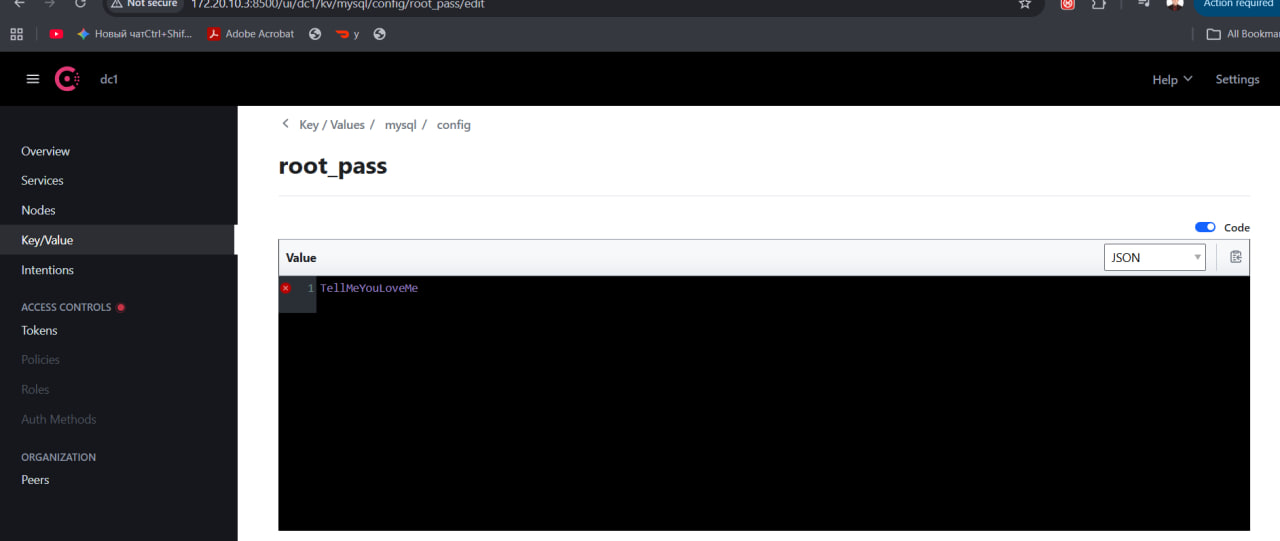 Not secure 172.20.10.3:8500/ui/dc1/kv/mysql/config/root_pass/edit Action required
Новый чатCtrl+Shif... Adobe Acrobat y All Bookmar
dc1 Help Settings
Key / Values / mysql / config
Overview
root_pass
Services
Nodes
Code
Key/Value
Value JSON
Intentions
1 TellMeYouLoveMe
ACCESS CONTROLS
Tokens
Policies
Roles
Auth Methods
ORGANIZATION
Peers